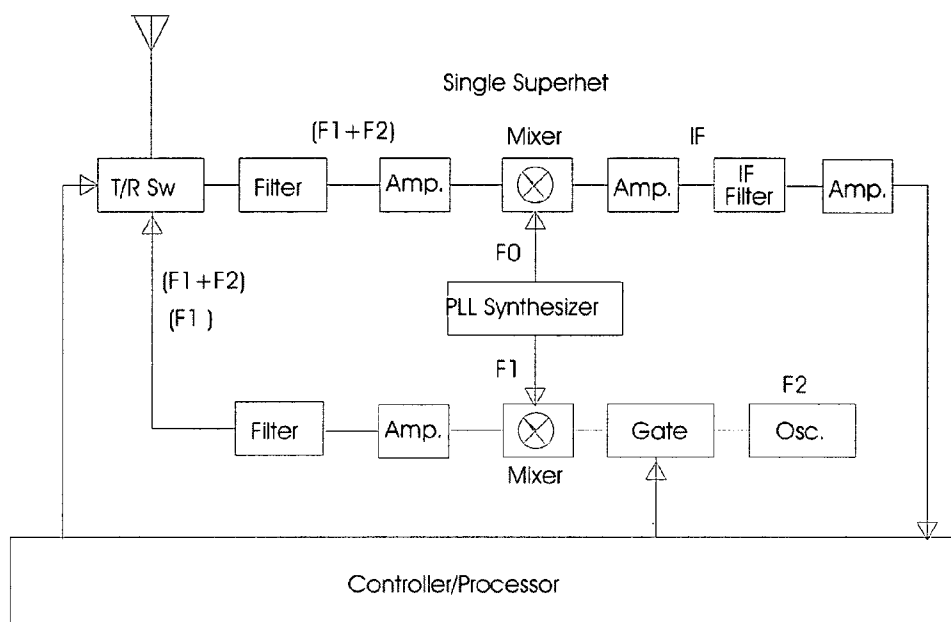 Single Superhet
(F1+F2)
Mixer
IF
T/R Sw
Filter
Amp.
Amp.
IF
Filter
Amp.
F0
(F1+F2)
(F1 )
PLL Synthesizer
F1
F2
Filter
Amp.
Gate
Osc.
Mixer
Controller/Processor